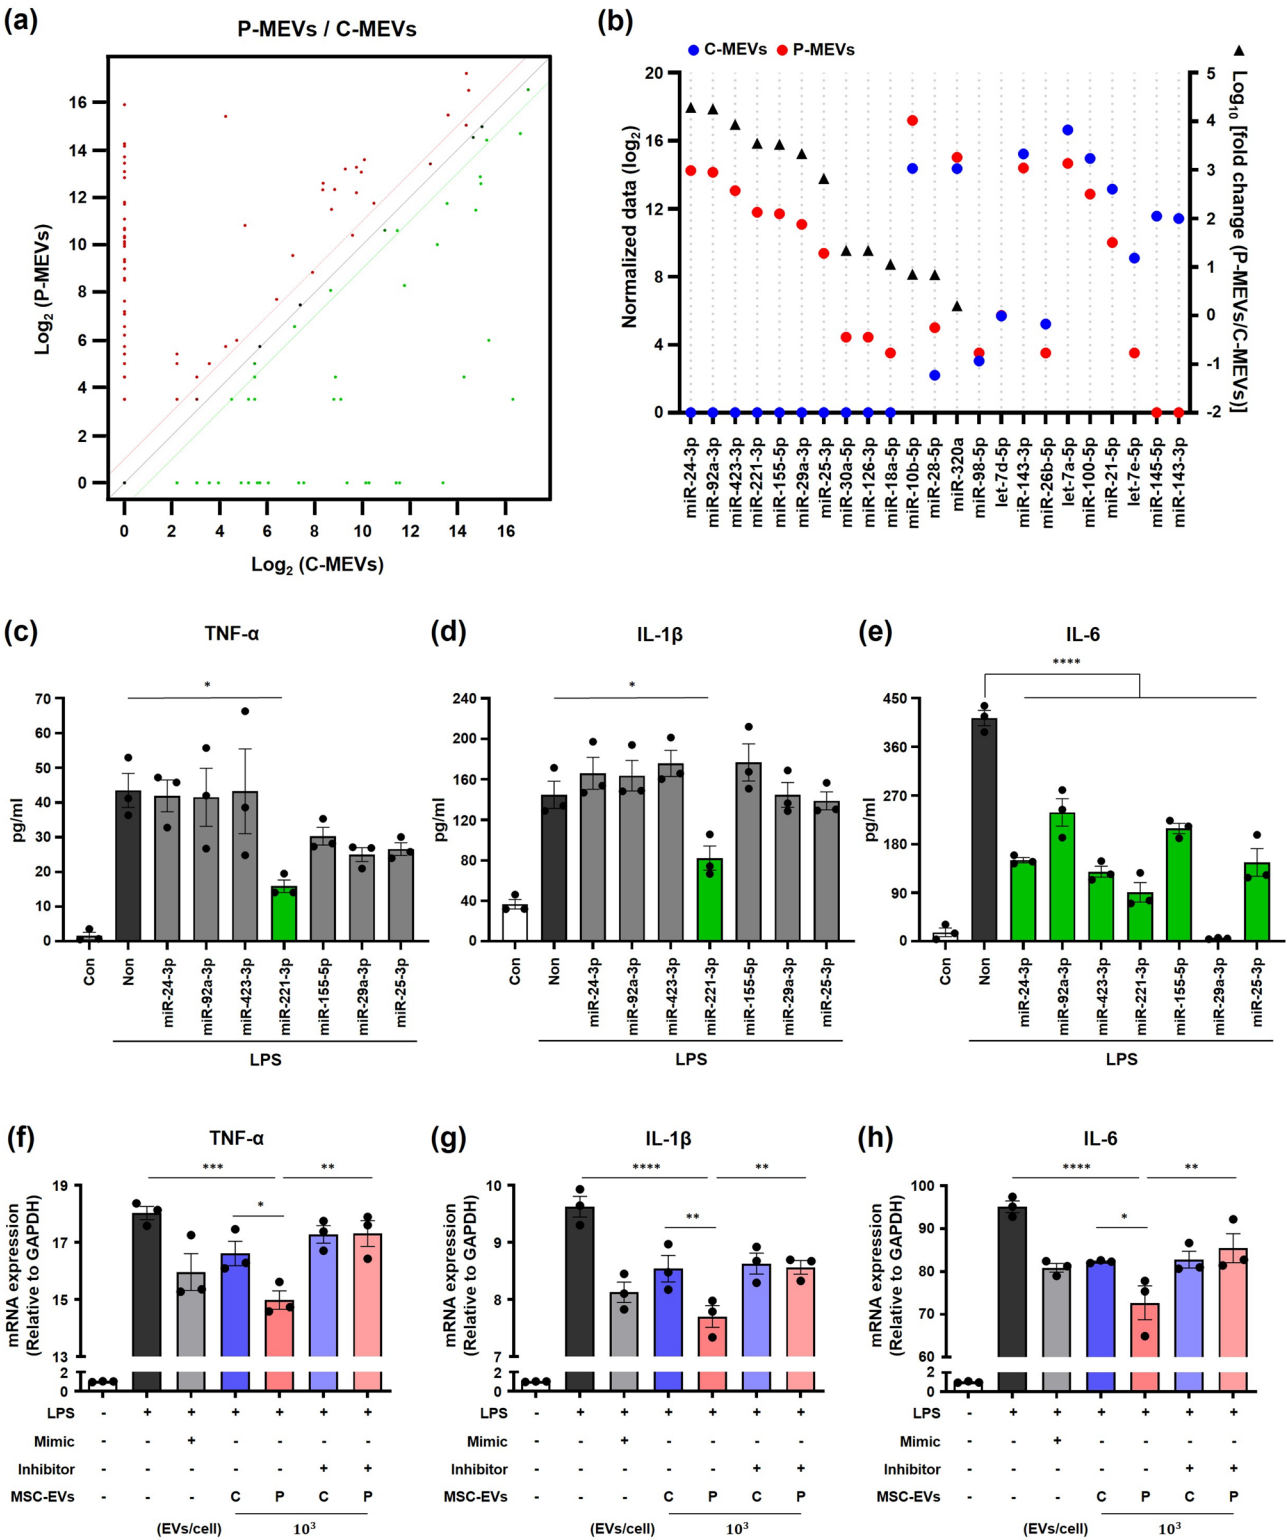 (a)
P-MEVs / C-MEVs
Log2 (P-MEVs)
16
14
12
10
8
6
4
2
0
0 2 4 6 8 10 12 14 16
Log2 (C-MEVs)
(b)
C-MEVs P-MEVs
Normalized data (log2)
20
16
12
8
4
0
5
4
3
2
1
0
-1
-2
Log10 [fold change (P-MEVs/C-MEVs)]
miR-24-3p
miR-92a-3p
miR-423-3p
miR-221-3p
miR-155-5p
miR-29a-3p
miR-25-3p
miR-30a-5p
miR-126-3p
miR-18a-5p
miR-10b-5p
miR-28-5p
miR-320a
miR-98-5p
let-7d-5p
miR-143-3p
miR-26b-5p
let-7a-5p
miR-100-5p
miR-21-5p
let-7e-5p
miR-145-5p
miR-143-3p
(c)
TNF-α
pg/ml
70
60
50
40
30
20
10
0
*
Con
Non
miR-24-3p
miR-92a-3p
miR-423-3p
miR-221-3p
miR-155-5p
miR-29a-3p
miR-25-3p
LPS
(d)
IL-1β
pg/ml
240
200
160
120
80
40
0
*
Con
Non
miR-24-3p
miR-92a-3p
miR-423-3p
miR-221-3p
miR-155-5p
miR-29a-3p
miR-25-3p
LPS
(e)
IL-6
pg/ml
450
360
270
180
90
0
****
Con
Non
miR-24-3p
miR-92a-3p
miR-423-3p
miR-221-3p
miR-155-5p
miR-29a-3p
miR-25-3p
LPS
(f)
TNF-α
mRNA expression
(Relative to GAPDH)
19
17
15
13
2
0
*** **
*
LPS - + + + + + +
Mimic - - + - - - -
Inhibitor - - - - - + +
MSC-EVs - - - C P C P
(EVs/cell) 10³
(g)
IL-1β
mRNA expression
(Relative to GAPDH)
10
9
8
7
2
0
**** **
**
LPS - + + + + + +
Mimic - - + - - - -
Inhibitor - - - - - + +
MSC-EVs - - - C P C P
(EVs/cell) 10³
(h)
IL-6
mRNA expression
(Relative to GAPDH)
100
90
80
70
60
2
0
**** **
*
LPS - + + + + + +
Mimic - - + - - - -
Inhibitor - - - - - + +
MSC-EVs - - - C P C P
(EVs/cell) 10³